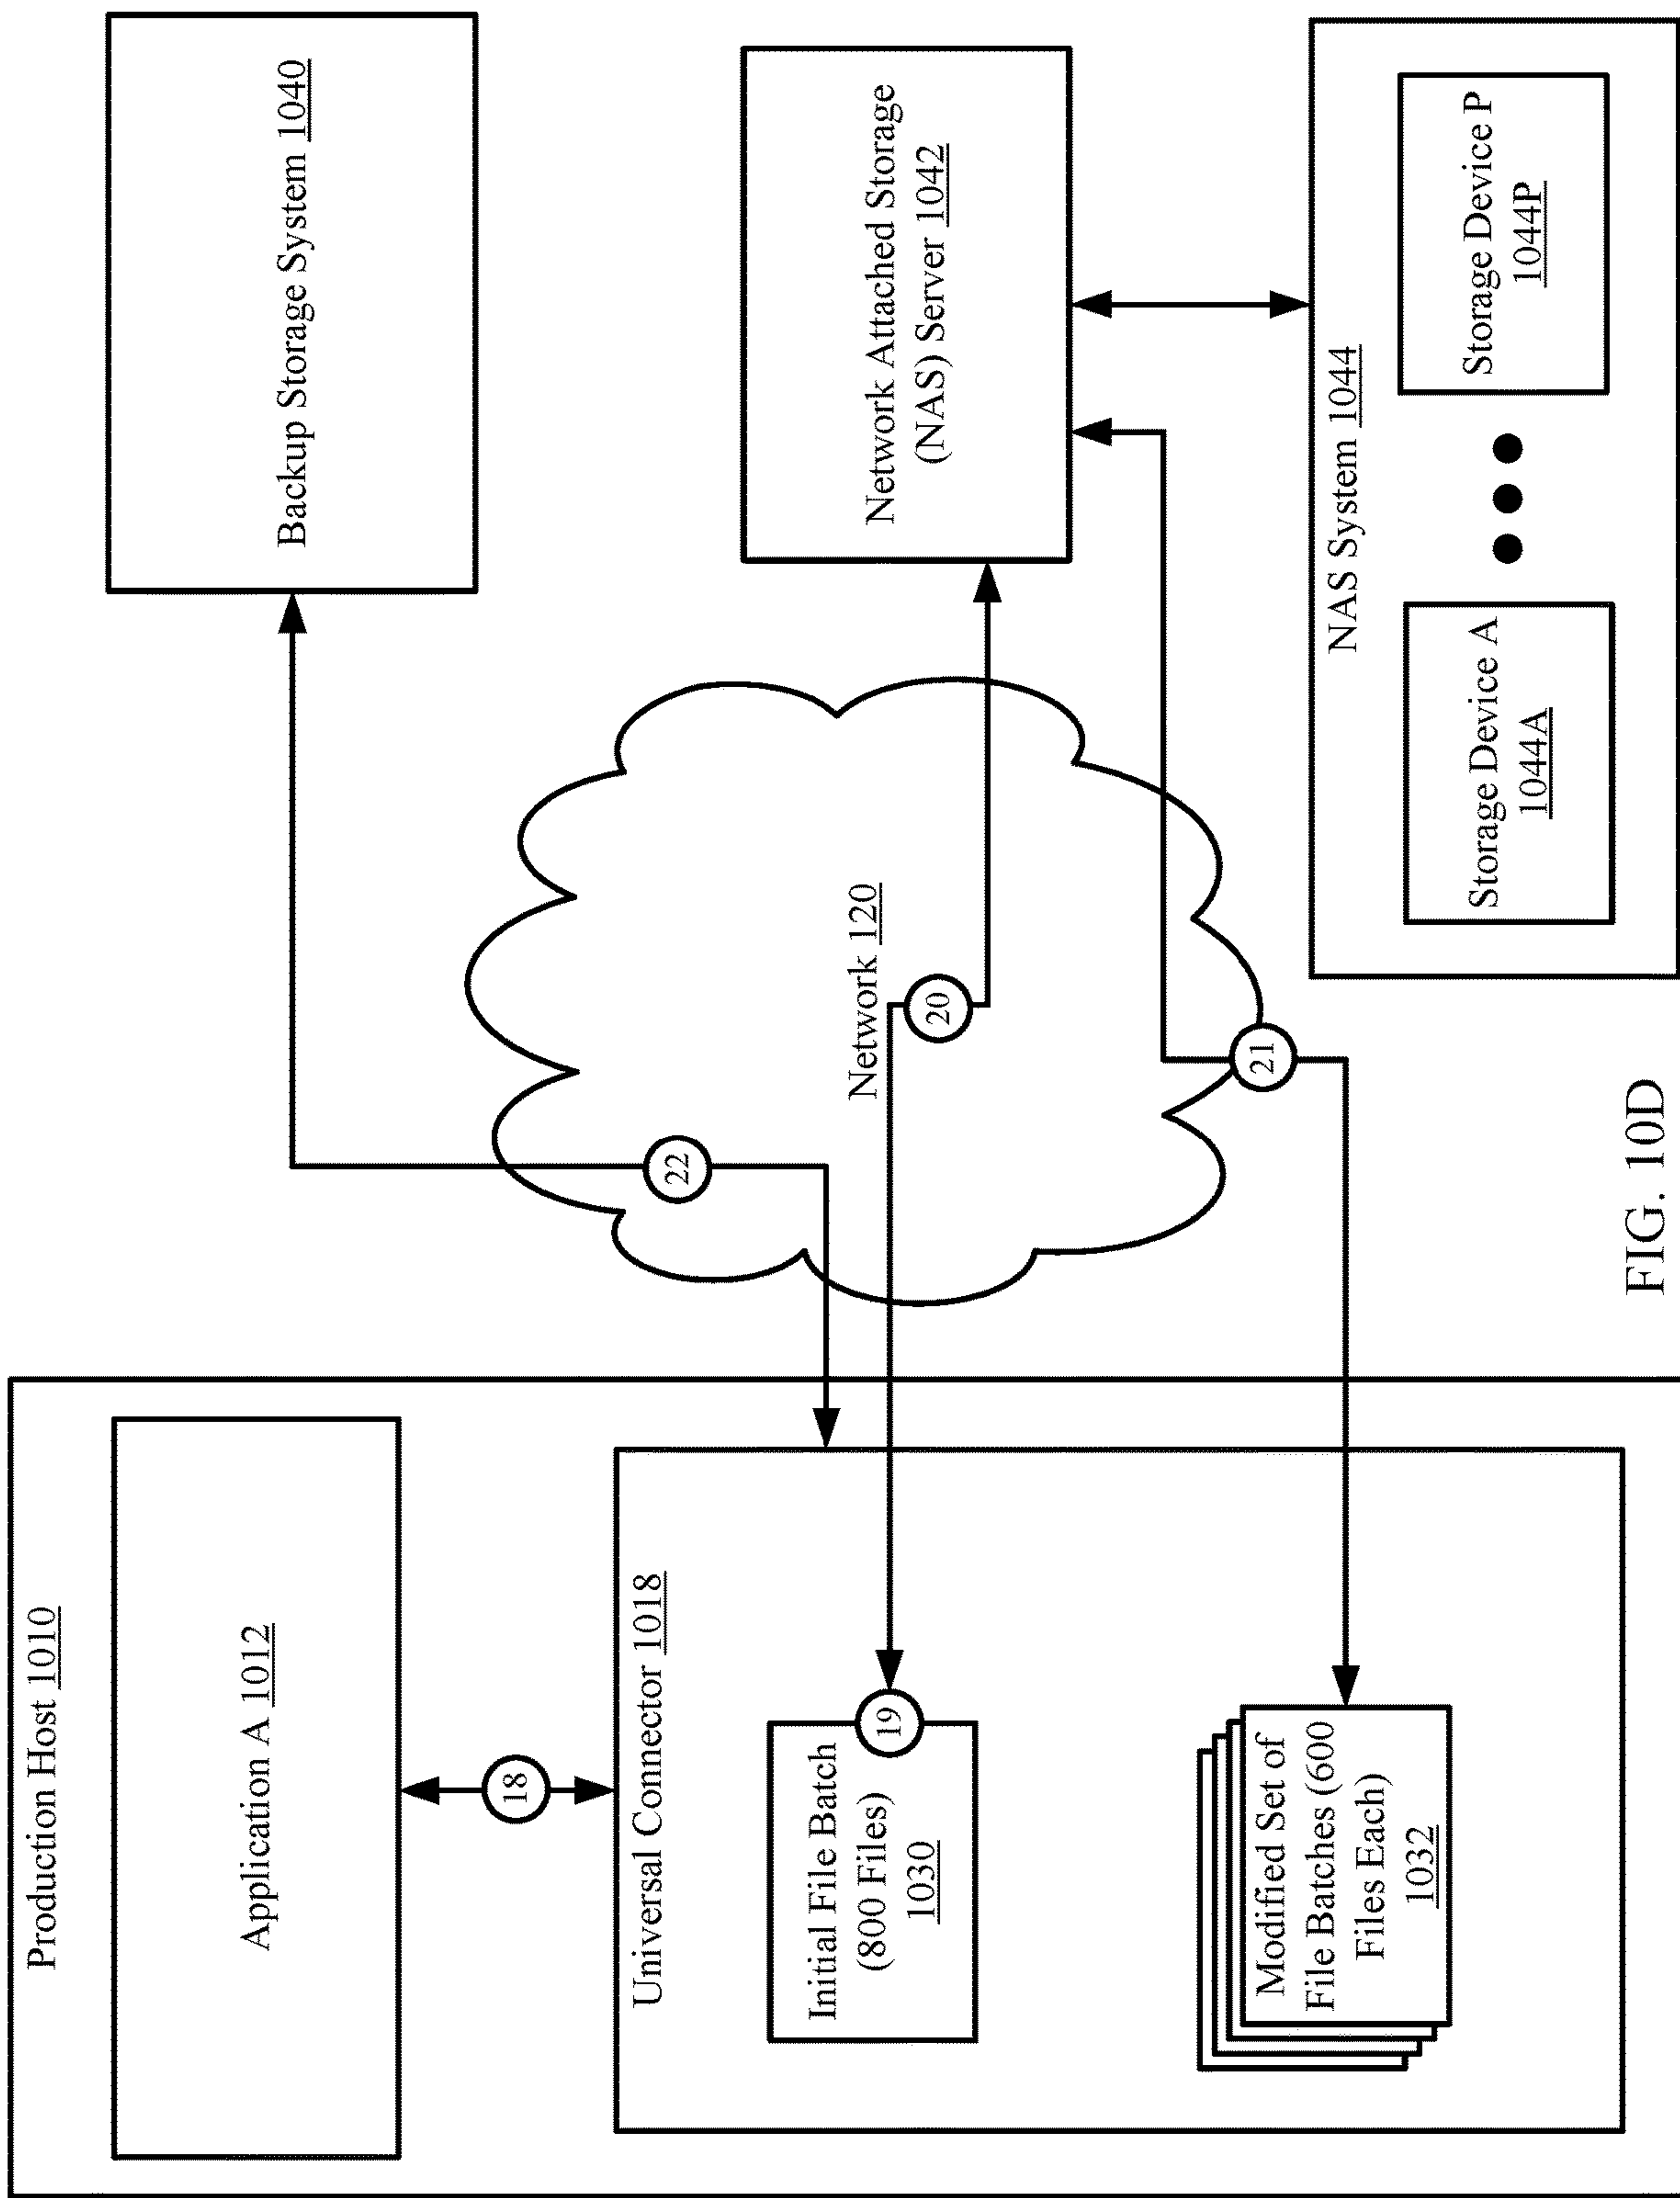 Production Host 1010
Application A 1012
18
Universal Connector 1018
Initial File Batch
(800 Files)
1030
19
Modified Set of
File Batches (600
Files Each)
1032
22
Network 120
20
21
Backup Storage System 1040
Network Attached Storage
(NAS) Server 1042
NAS System 1044
Storage Device A
1044A
Storage Device P
1044P
FIG. 10D